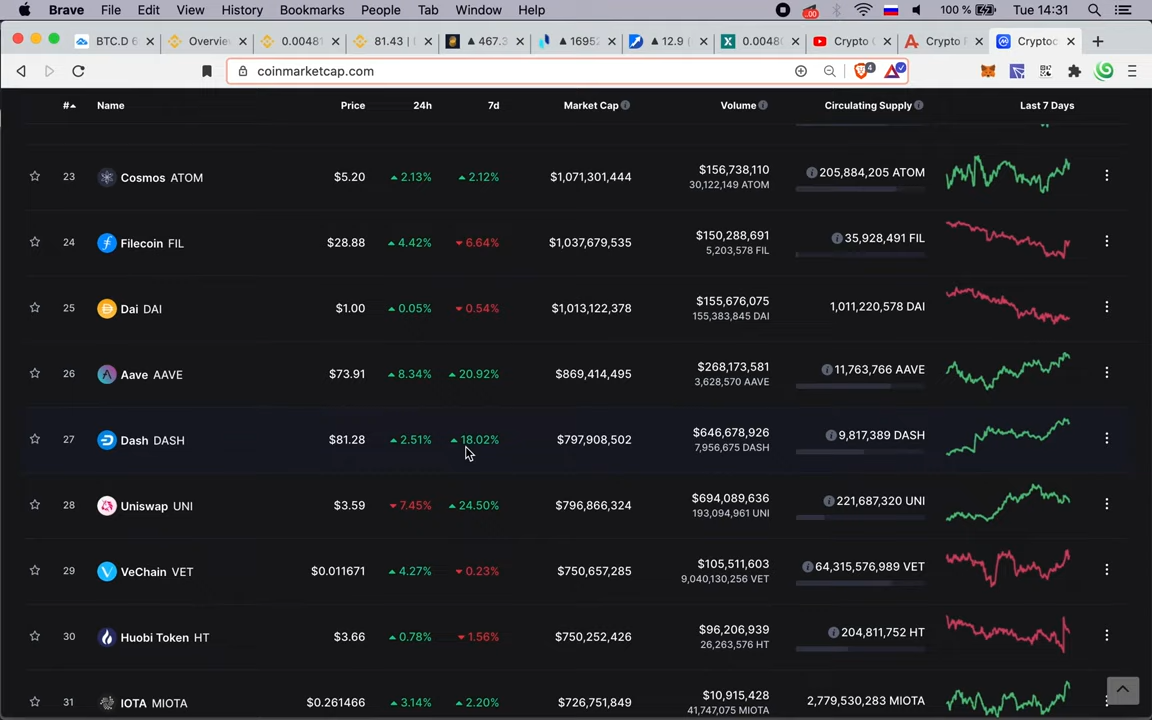 Brave File Edit View History Bookmarks People Tab Window Help .00 100 % Tue 14:31
BTC.D 6 Overvie 0.00481 81.43 | 467.3 16952 12.9 ( 0.0048 Crypto Crypto F Cryptoc
coinmarketcap.com 4
# Name Price 24h 7d Market Cap Volume Circulating Supply Last 7 Days
23 Cosmos ATOM $5.20 2.13% 2.12% $1,071,301,444 $156,738,110 205,884,205 ATOM
30,122,149 ATOM
24 Filecoin FIL $28.88 4.42% 6.64% $1,037,679,535 $150,288,691 35,928,491 FIL
5,203,583 FIL
25 Dai DAI $1.00 0.05% 0.54% $1,013,122,378 $155,676,075 1,011,220,578 DAI
155,383,845 DAI
26 Aave AAVE $73.91 8.34% 20.92% $869,414,495 $268,173,581 11,763,766 AAVE
3,628,570 AAVE
27 Dash DASH $81.28 2.51% 18.02% $797,908,502 $646,678,926 9,817,389 DASH
7,956,675 DASH
28 Uniswap UNI $3.59 7.45% 24.50% $796,866,324 $694,089,636 221,687,320 UNI
193,094,961 UNI
29 VeChain VET $0.011671 4.27% 0.23% $750,657,285 $105,511,603 64,315,576,989 VET
9,040,130,256 VET
30 Huobi Token HT $3.66 0.78% 1.56% $750,252,426 $96,206,939 204,811,752 HT
26,263,576 HT
31 IOTA MIOTA $0.261466 3.14% 2.20% $726,751,849 $10,915,428 2,779,530,283 MIOTA
41,747,075 MIOTA